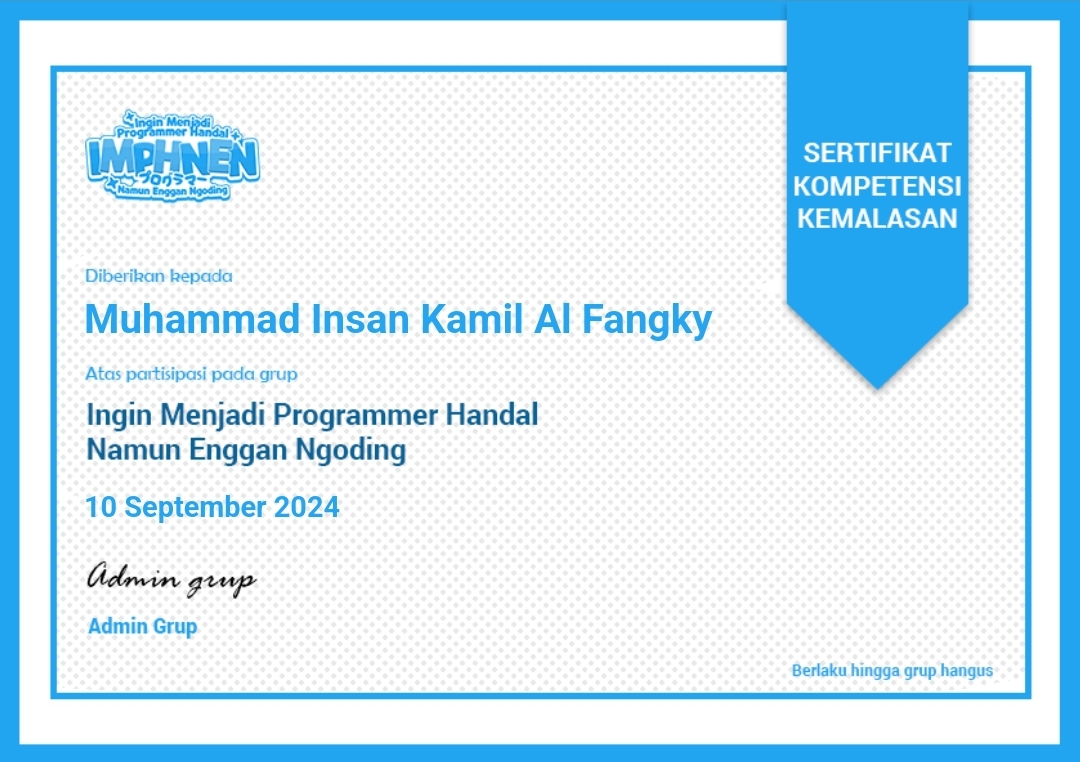 Ingin Menjadi
Programmer Handal
IMPHNEN
プログラマー
Namun Enggan Ngoding
SERTIFIKAT
KOMPETENSI
KEMALASAN
Diberikan kepada
Muhammad Insan Kamil Al Fangky
Atas partisipasi pada grup
Ingin Menjadi Programmer Handal
Namun Enggan Ngoding
10 September 2024
Admin grup
Admin Grup
Berlaku hingga grup hangus